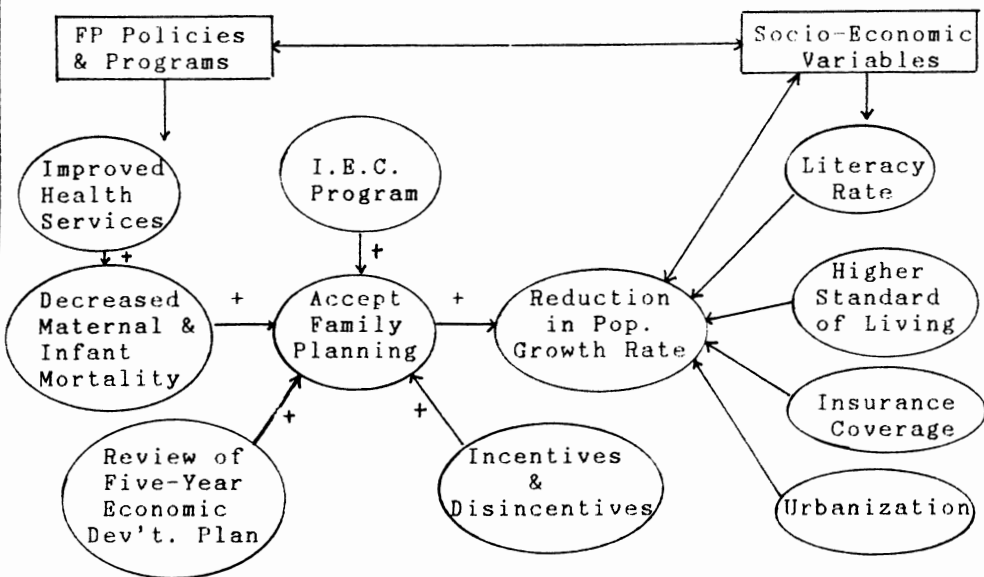 FP Policies
& Programs
Socio-Economic
Variables
Improved
Health
Services
I.E.C.
Program
Literacy
Rate
+
+
Decreased
Maternal &
Infant
Mortality
+
Accept
Family
Planning
+
Reduction
in Pop.
Growth Rate
Higher
Standard
of Living
+
+
Insurance
Coverage
Review of
Five-Year
Economic
Dev't. Plan
Incentives
&
Disincentives
Urbanization